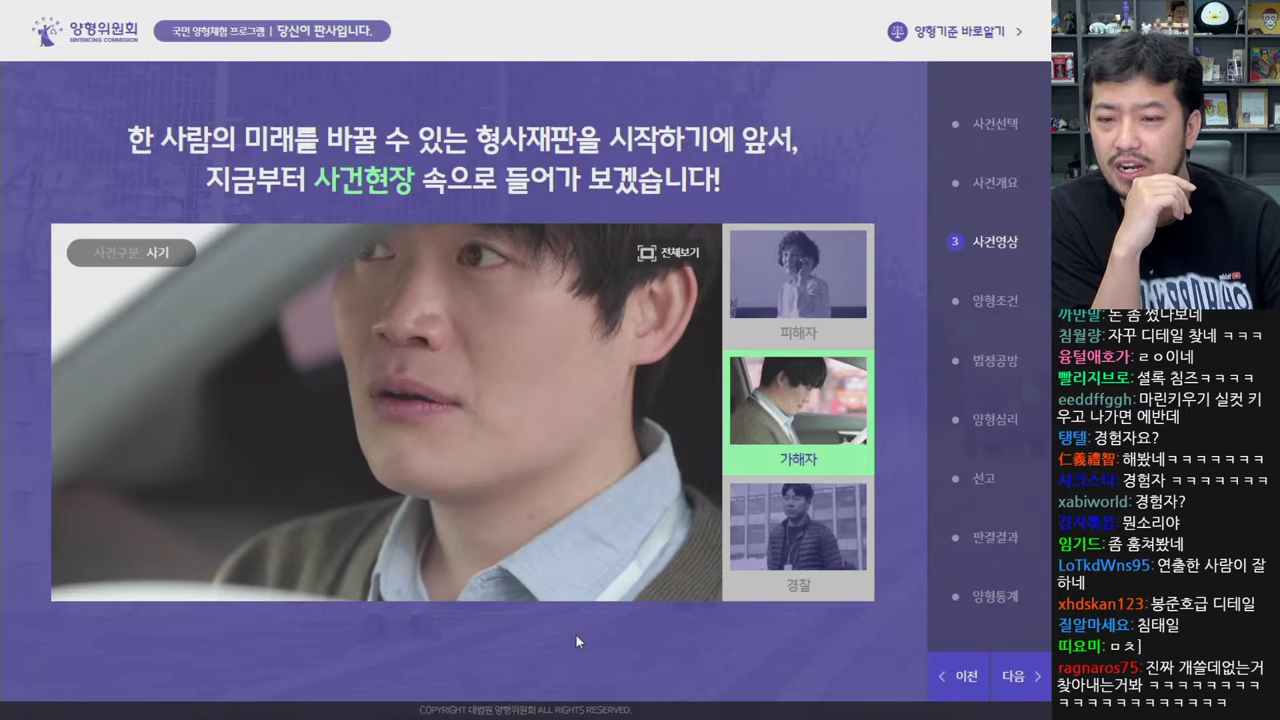 양형위원회
SENTENCING COMMISSION
국민 양형체험 프로그램 | 당신이 판사입니다.
양형기준 바로알기
한 사람의 미래를 바꿀 수 있는 형사재판을 시작하기에 앞서,
지금부터 사건현장 속으로 들어가 보겠습니다!
사건구분 사기
전체보기
피해자
가해자
경찰
사건선택
사건개요
3 사건영상
양형조건
법정공방
양형심리
선고
판결결과
양형통계
이전
다음
COPYRIGHT 대법원 양형위원회 ALL RIGHTS RESERVED.
까만말: 돈 좀 썼나보네
침월량: 자꾸 디테일 찾네 ㅋㅋㅋ
융털애호가: ㄹㅇ이네
빨리지브로: 셜록 침즈ㅋㅋㅋㅋ
eeddffggh: 마린키우기 실컷 키
우고 나가면 에반데
탱텔: 경험자요?
仁義禮智: 해봤네ㅋㅋㅋㅋㅋㅋㅋ
경험자 ㅋㅋㅋㅋㅋㅋㅋ
xabiworld: 경험자?
뭔소리야
임기드: 좀 훔쳐봤네
LoTkdWns95: 연출한 사람이 잘
하네
xhdskan123: 봉준호급 디테일
질알마세요: 침태일
띠요미: ㅁㅊ]
ragnaros75: 진짜 개쓸데없는거
찾아내는거봐 ㅋㅋㅋㅋㅋㅋㅋㅋ
ㅋㅋㅋㅋㅋㅋㅋㅋㅋㅋㅋㅋ